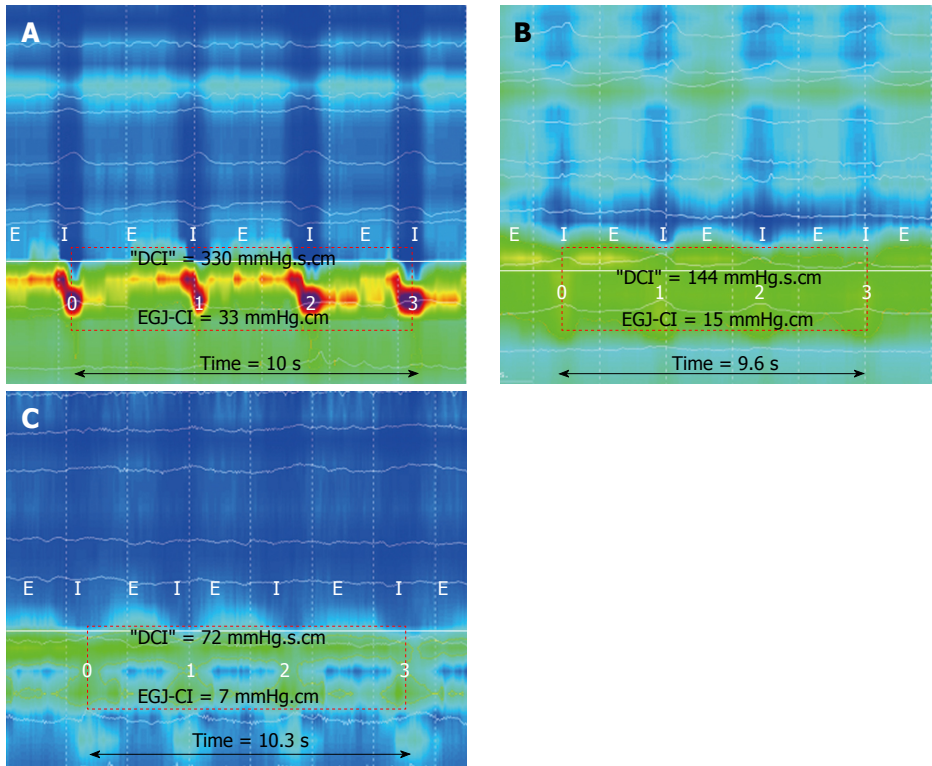 A
E I E I E I E I
"DCI" = 330 mmHg.s.cm
0 1 2 3
EGJ-CI = 33 mmHg.cm
Time = 10 s
B
E I E I E I E I E
"DCI" = 144 mmHg.s.cm
0 1 2 3
EGJ-CI = 15 mmHg.cm
Time = 9.6 s
s.
C
E I E I E I E I E
"DCI" = 72 mmHg.s.cm
0 1 2 3
EGJ-CI = 7 mmHg.cm
Time = 10.3 s